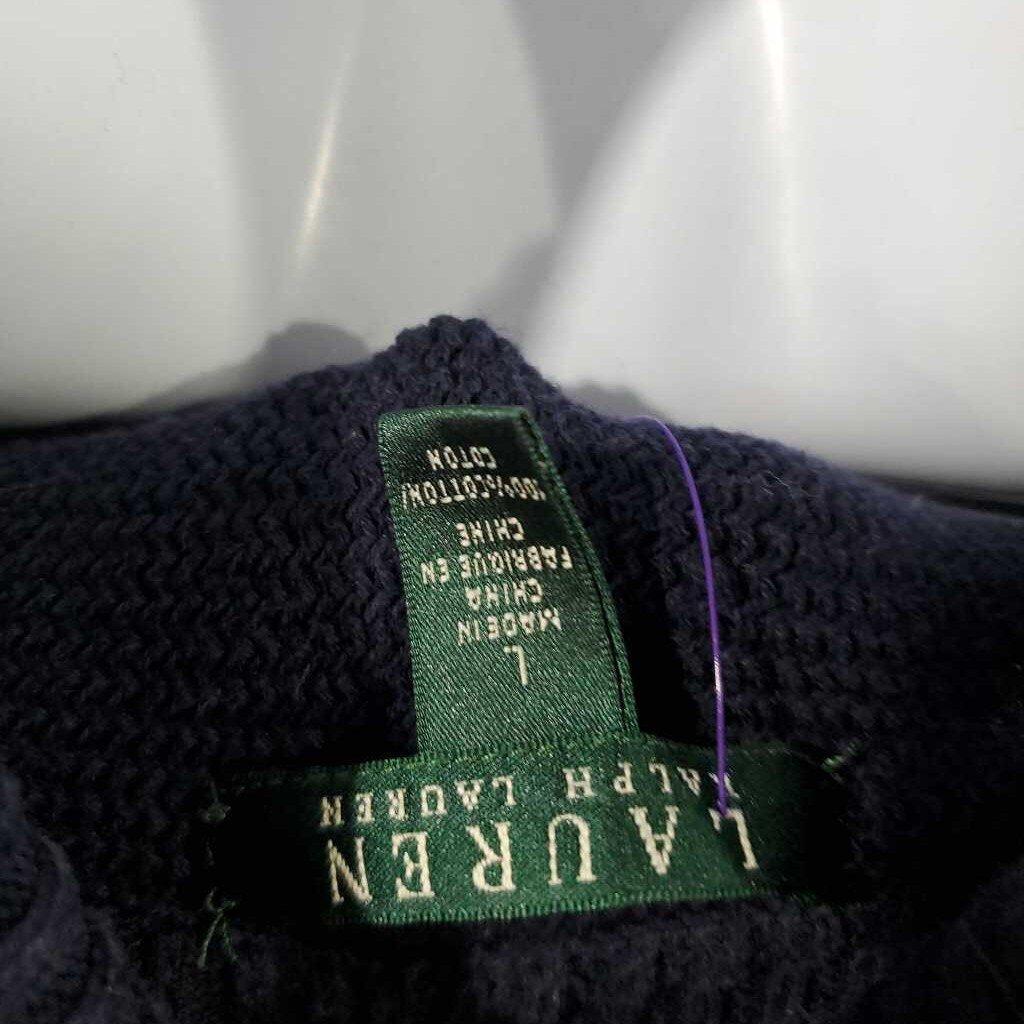 LAUREN
RALPH LAUREN
L
MADE IN
CHINA
FABRIQUE EN
CHINE
100%COTTON/
COTON